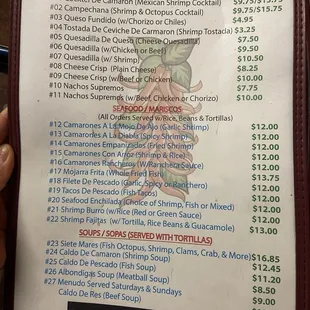 Camaron (Mexican Shrimp Cocktail) $9.75/$15.75
#02 Campechana (Shrimp & Octopus Cocktail) $9.75/$15.75
#03 Queso Fundido (w/Chorizo or Chiles) $4.95
#04 Tostada De Ceviche De Carmaron (Shrimp Tostada) $3.25
#05 Quesadilla De Queso (Cheese Quesadilla) $7.50
#06 Quesadilla (w/Chicken or Beef) $9.50
#07 Quesadilla (w/ Shrimp) $10.50
#08 Cheese Crisp (Plain Cheese) $8.25
#09 Cheese Crisp (w/Beef or Chicken) $10.00
#10 Nachos Supremos $7.75
#11 Nachos Supremos (w/Beef, Chicken or Chorizo) $10.00
SEAFOOD / MARISCOS
(All Orders Served w/Rice, Beans & Tortillas)
#12 Camarones A La Mojo De Ajo (Garlic Shrimp) $12.00
#13 Camarones A La Diabla (Spicy Shrimp) $12.00
#14 Camarones Empanizados (Fried Shrimp) $12.00
#15 Camarones Con Arroz (Shrimp & Rice) $12.00
#16 Camarones Rancheros (W/Ranchera Sauce) $12.00
#17 Mojarra Frita (Whole Fried Fish) $13.75
#18 Filete De Pescado (Garlic, Spicy or Ranchero) $12.00
#19 Tacos De Pescado (Fish Tacos) $12.00
#20 Seafood Enchilada (Choice of Shrimp, Fish or Mixed) $12.00
#21 Shrimp Burro (w/Rice (Red or Green Sauce) $12.00
#22 Shrimp Fajitas (w/ Tortilla, Rice Beans & Guacamole) $13.00
SOUPS / SOPAS (SERVED WITH TORTILLAS)
#23 Siete Mares (Fish Octopus, Shrimp, Clams, Crab, & More) $16.85
#24 Caldo De Camaron (Shrimp Soup) $12.45
#25 Caldo De Pescado (Fish Soup) $11.20
#26 Albondigas Soup (Meatball Soup) $8.50
#27 Menudo Served Saturdays & Sundays $9.00
Caldo De Res (Beef Soup)